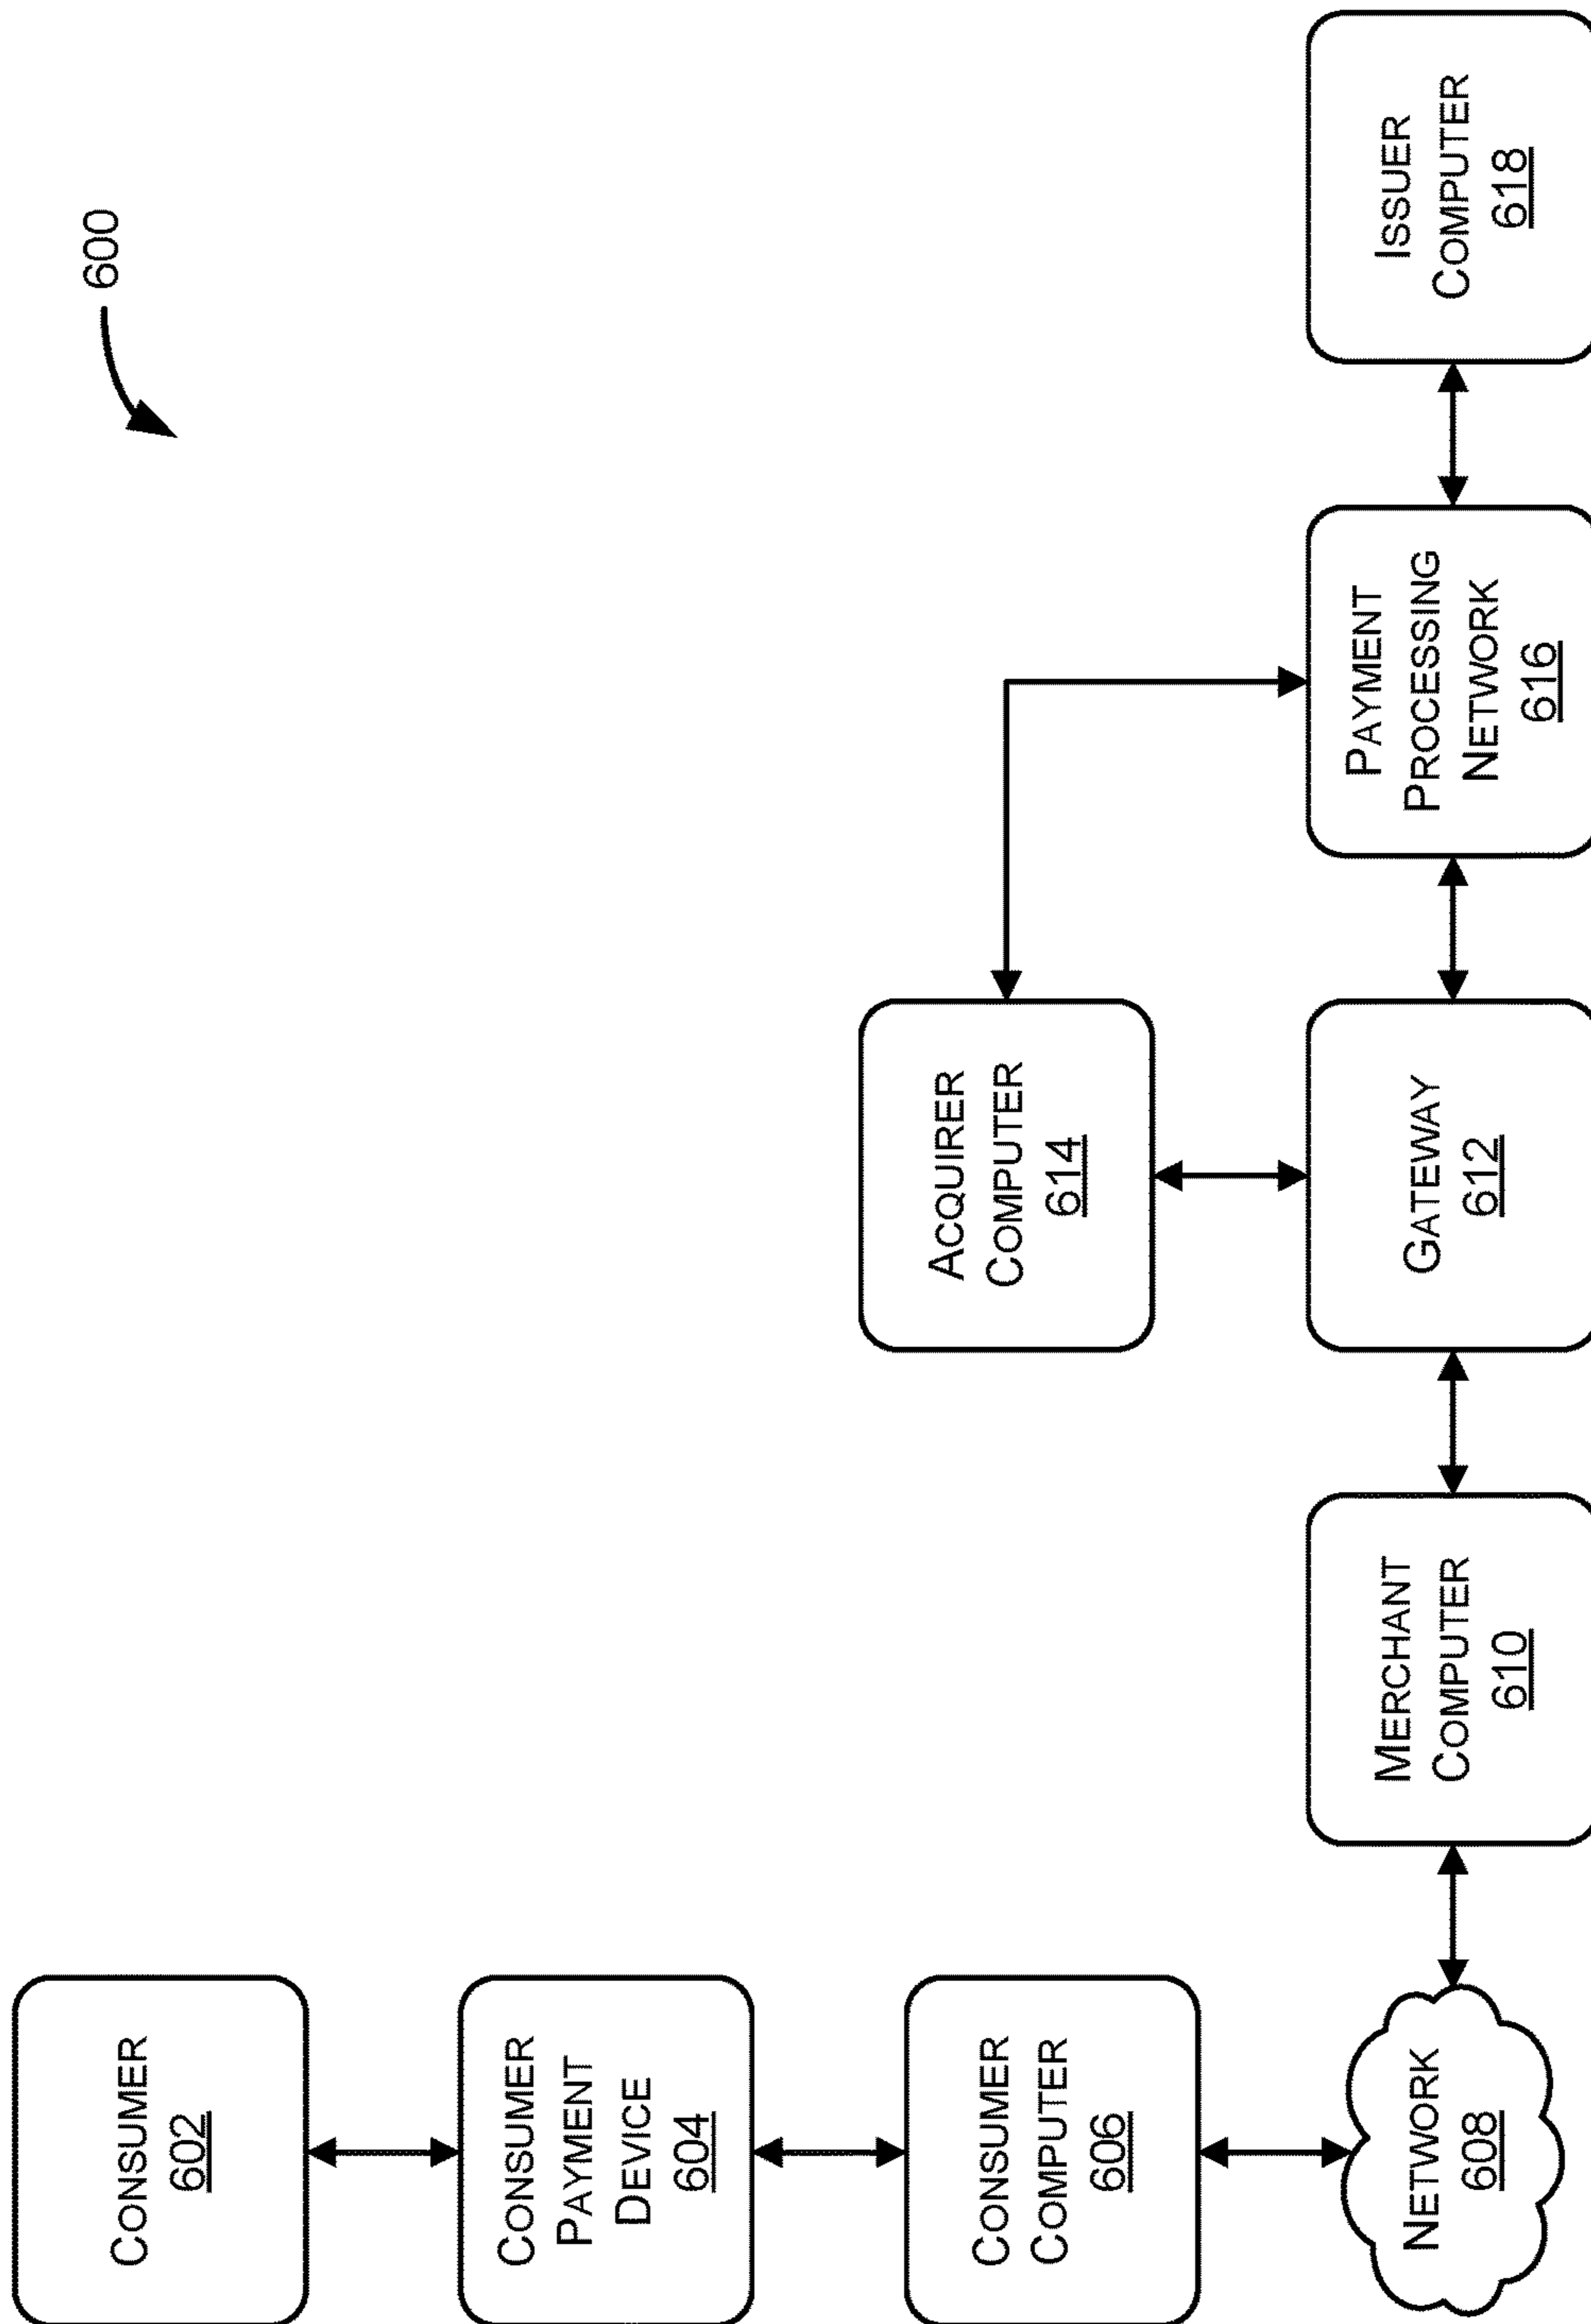 600
CONSUMER
602
CONSUMER
PAYMENT
DEVICE
604
CONSUMER
COMPUTER
606
NETWORK
608
MERCHANT
COMPUTER
610
GATEWAY
612
ACQUIRER
COMPUTER
614
PAYMENT
PROCESSING
NETWORK
616
ISSUER
COMPUTER
618